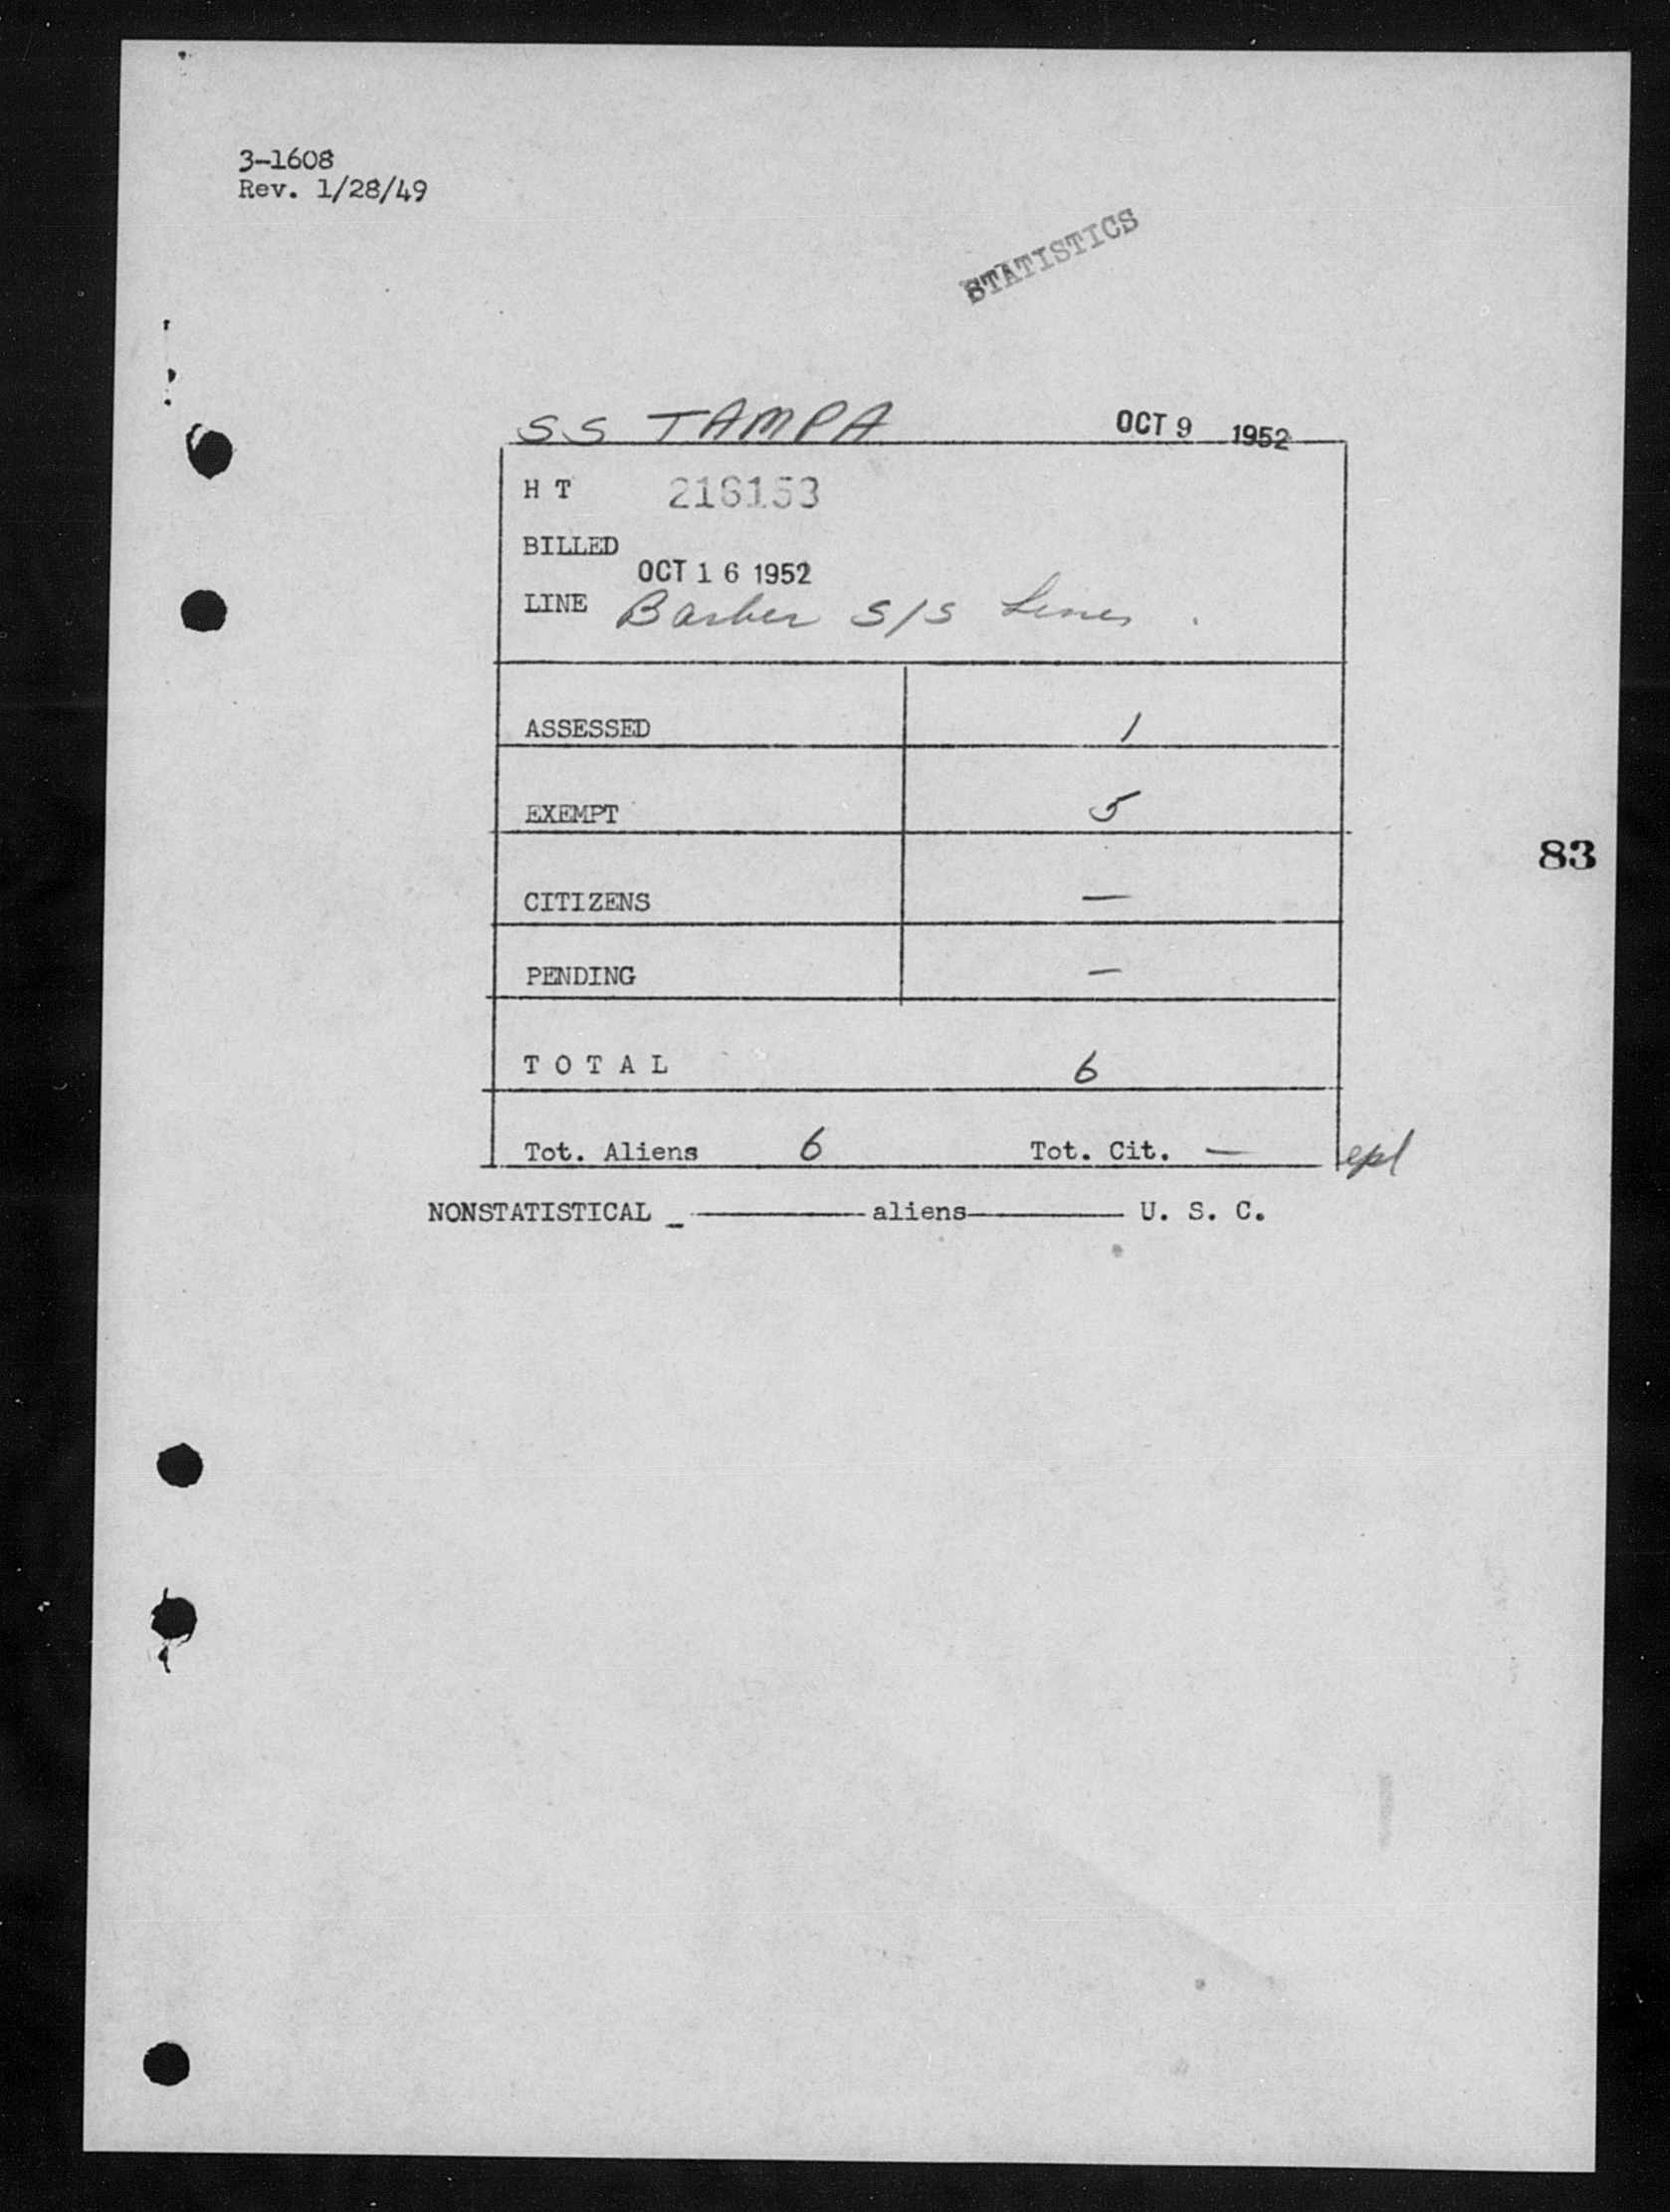 3-1608
Rev. 1/28/49
STATISTICS
SS TAMPA OCT 9 1952
H T 216153
BILLED
OCT 16 1952
LINE Barber S/S Lines.
ASSESSED 1
EXEMPT 5
83
CITIZENS —
PENDING —
T O T A L 6
Tot. Aliens 6 Tot. Cit. — epl
NONSTATISTICAL _ ———— aliens ———— U. S. C.